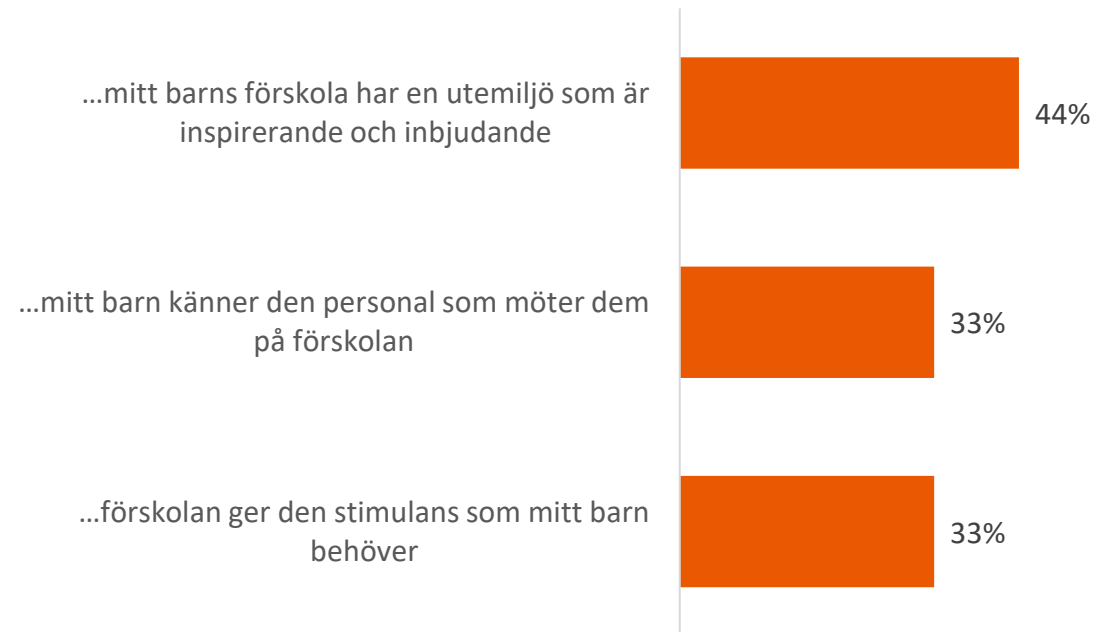 ...mitt barns förskola har en utemiljö som är
inspirerande och inbjudande
44%
...mitt barn känner den personal som möter dem
på förskolan
33%
...förskolan ger den stimulans som mitt barn
behöver
33%